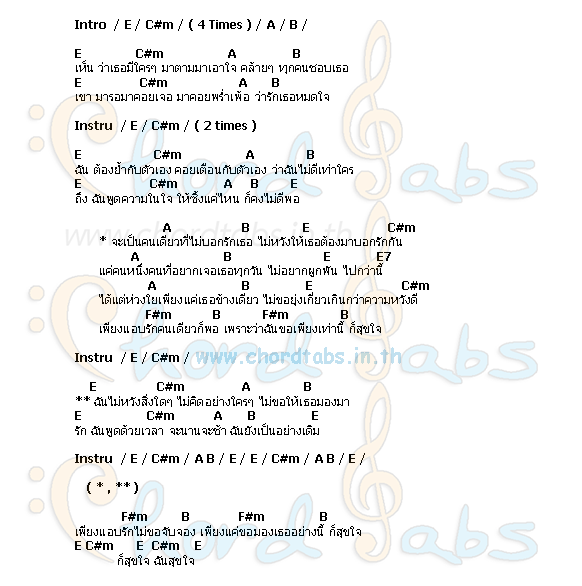 Intro / E / C#m / ( 4 Times ) / A / B /
E C#m A B
เห็น ว่าเธอมีใครๆ มาตามมาเอาใจ คล้ายๆ ทุกคนชอบเธอ
E C#m A B
เขา มารอมาคอยเจอ มาคอยพร่ำเพ้อ ว่ารักเธอหมดใจ
Instru / E / C#m / ( 2 times )
E C#m A B
ฉัน ต้องย้ำกับตัวเอง คอยเตือนกับตัวเอง ว่าฉันไม่ดีเท่าใคร
E C#m A B E
ถึง ฉันพูดความในใจ ให้ซึ้งแค่ไหน ก็คงไม่ดีพอ
A B E C#m
* จะเป็นคนเดียวที่ไม่บอกรักเธอ ไม่หวังให้เธอต้องมาบอกรักกัน
A B E E7
แค่คนหนึ่งคนที่อยากเจอเธอทุกวัน ไม่อยากผูกพัน ไปกว่านี้
A B E C#m
ได้แต่ห่วงใยเพียงแค่เธอข้างเดียว ไม่ขอยุ่งเกี่ยวเกินกว่าความหวังดี
F#m B F#m B
เพียงแอบรักคนเดียวก็พอ เพราะว่าฉันขอเพียงเท่านี้ ก็สุขใจ
Instru / E / C#m /
www.chordtabs.in.th
E C#m A B
** ฉันไม่หวังสิ่งใดๆ ไม่คิดอย่างใครๆ ไม่ขอให้เธอมองมา
E C#m A B E
รัก ฉันพูดด้วยเวลา จะนานจะช้า ฉันยังเป็นอย่างเดิม
Instru / E / C#m / A B / E / E / C#m / A B / E /
( * , ** )
F#m B F#m B
เพียงแอบรักไม่ขอจับจอง เพียงแค่ขอมองเธออย่างนี้ ก็สุขใจ
E C#m E C#m E
ก็สุขใจ ฉันสุขใจ